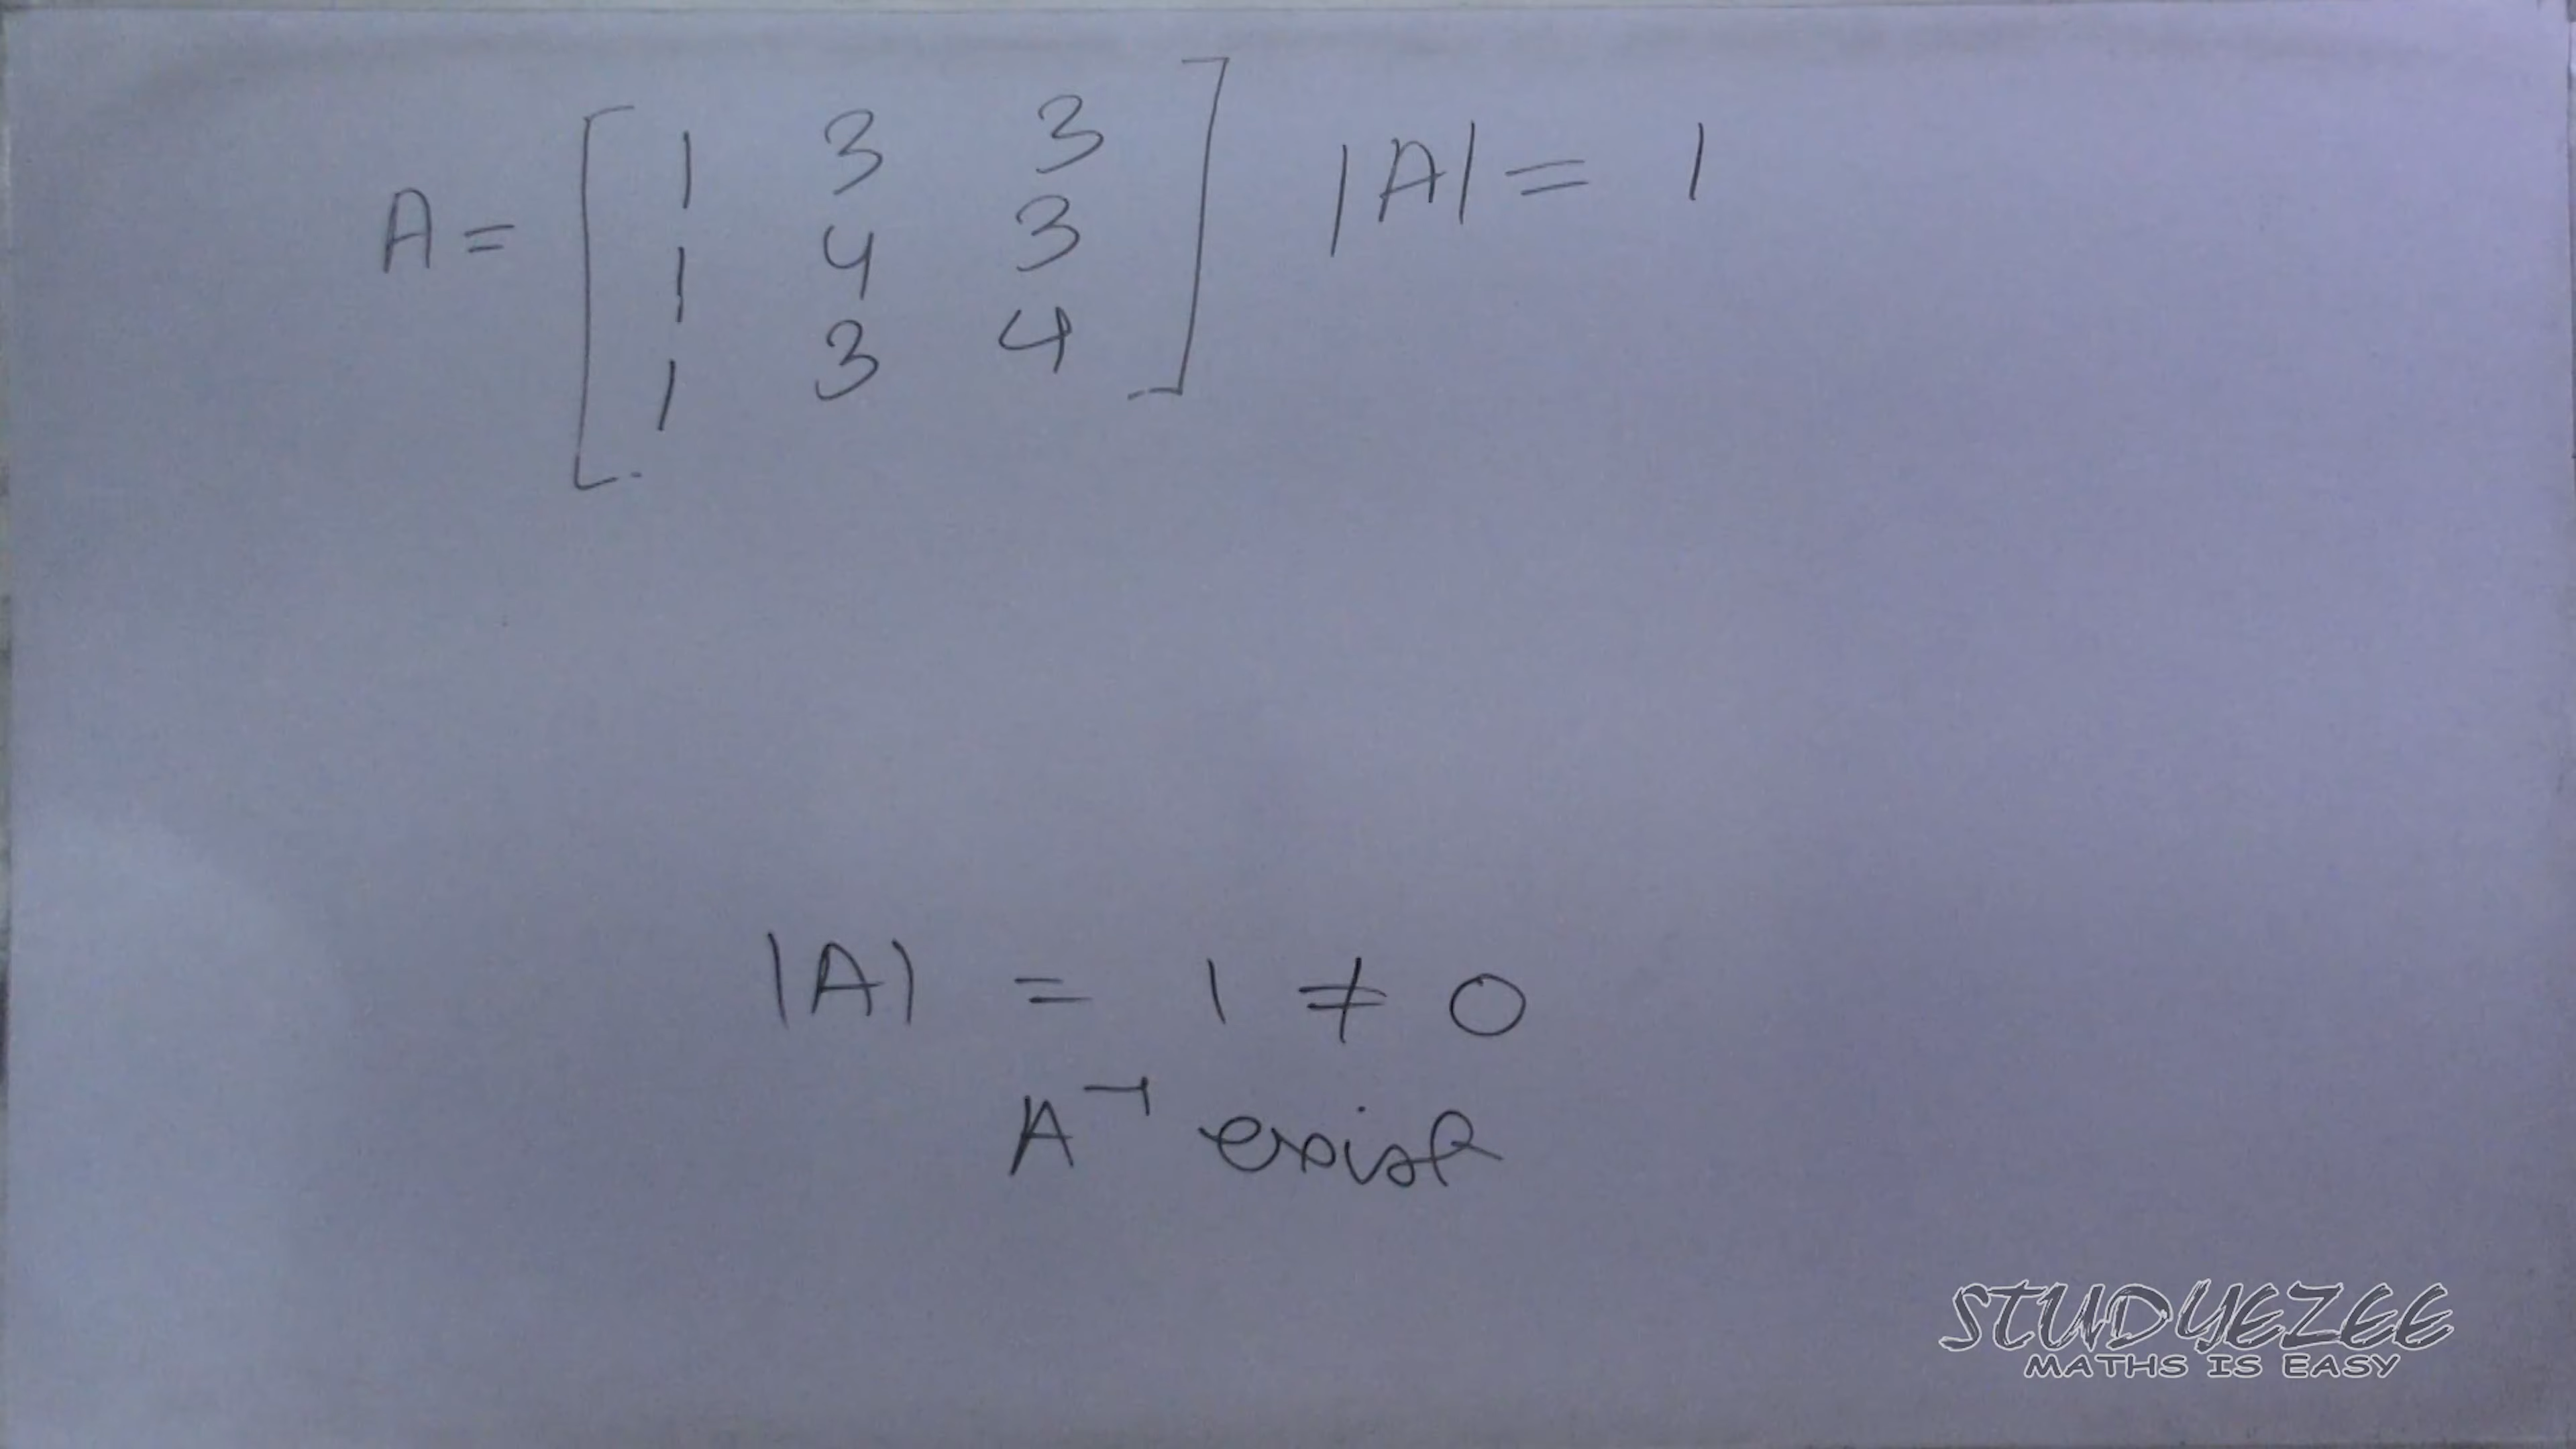 A = [ 1 3 3 |A| = 1
1 4 3
1 3 4 ]
|A| = 1 ≠ 0
A⁻¹ exist
STUDYEZEE
MATHS IS EASY